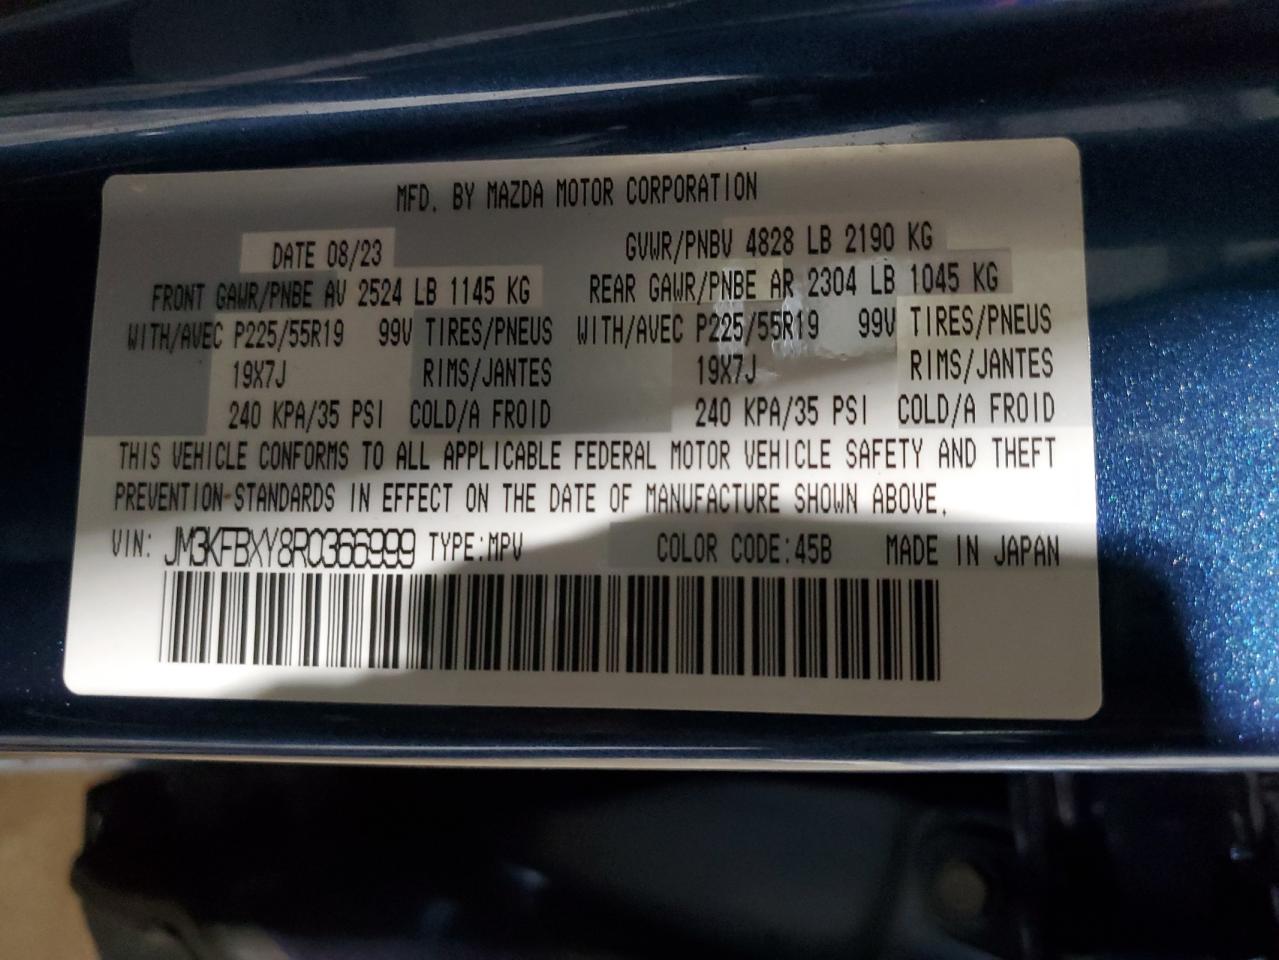 MFD. BY MAZDA MOTOR CORPORATION
DATE 08/23 GVWR/PNBV 4828 LB 2190 KG
FRONT GAWR/PNBE AV 2524 LB 1145 KG REAR GAWR/PNBE AR 2304 LB 1045 KG
WITH/AVEC P225/55R19 99V TIRES/PNEUS WITH/AVEC P225/55R19 99V TIRES/PNEUS
19X7J RIMS/JANTES 19X7J RIMS/JANTES
240 KPA/35 PSI COLD/A FROID 240 KPA/35 PSI COLD/A FROID
THIS VEHICLE CONFORMS TO ALL APPLICABLE FEDERAL MOTOR VEHICLE SAFETY AND THEFT
PREVENTION STANDARDS IN EFFECT ON THE DATE OF MANUFACTURE SHOWN ABOVE.
VIN: JM3KFBXY8R0366999 TYPE:MPV COLOR CODE:45B MADE IN JAPAN